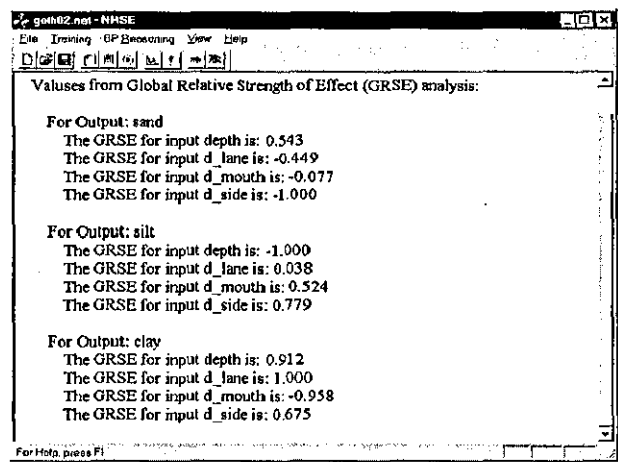 goth02.net - NRSE
File Training BP Reasoning View Help
Valuses from Global Relative Strength of Effect (GRSE) analysis:
For Output: sand
The GRSE for input depth is: 0.543
The GRSE for input d_lane is: -0.449
The GRSE for input d_mouth is: -0.077
The GRSE for input d_side is: -1.000
For Output: silt
The GRSE for input depth is: -1.000
The GRSE for input d_lane is: 0.038
The GRSE for input d_mouth is: 0.524
The GRSE for input d_side is: 0.779
For Output: clay
The GRSE for input depth is: 0.912
The GRSE for input d_lane is: 1.000
The GRSE for input d_mouth is: -0.958
The GRSE for input d_side is: 0.675
For Help, press F1